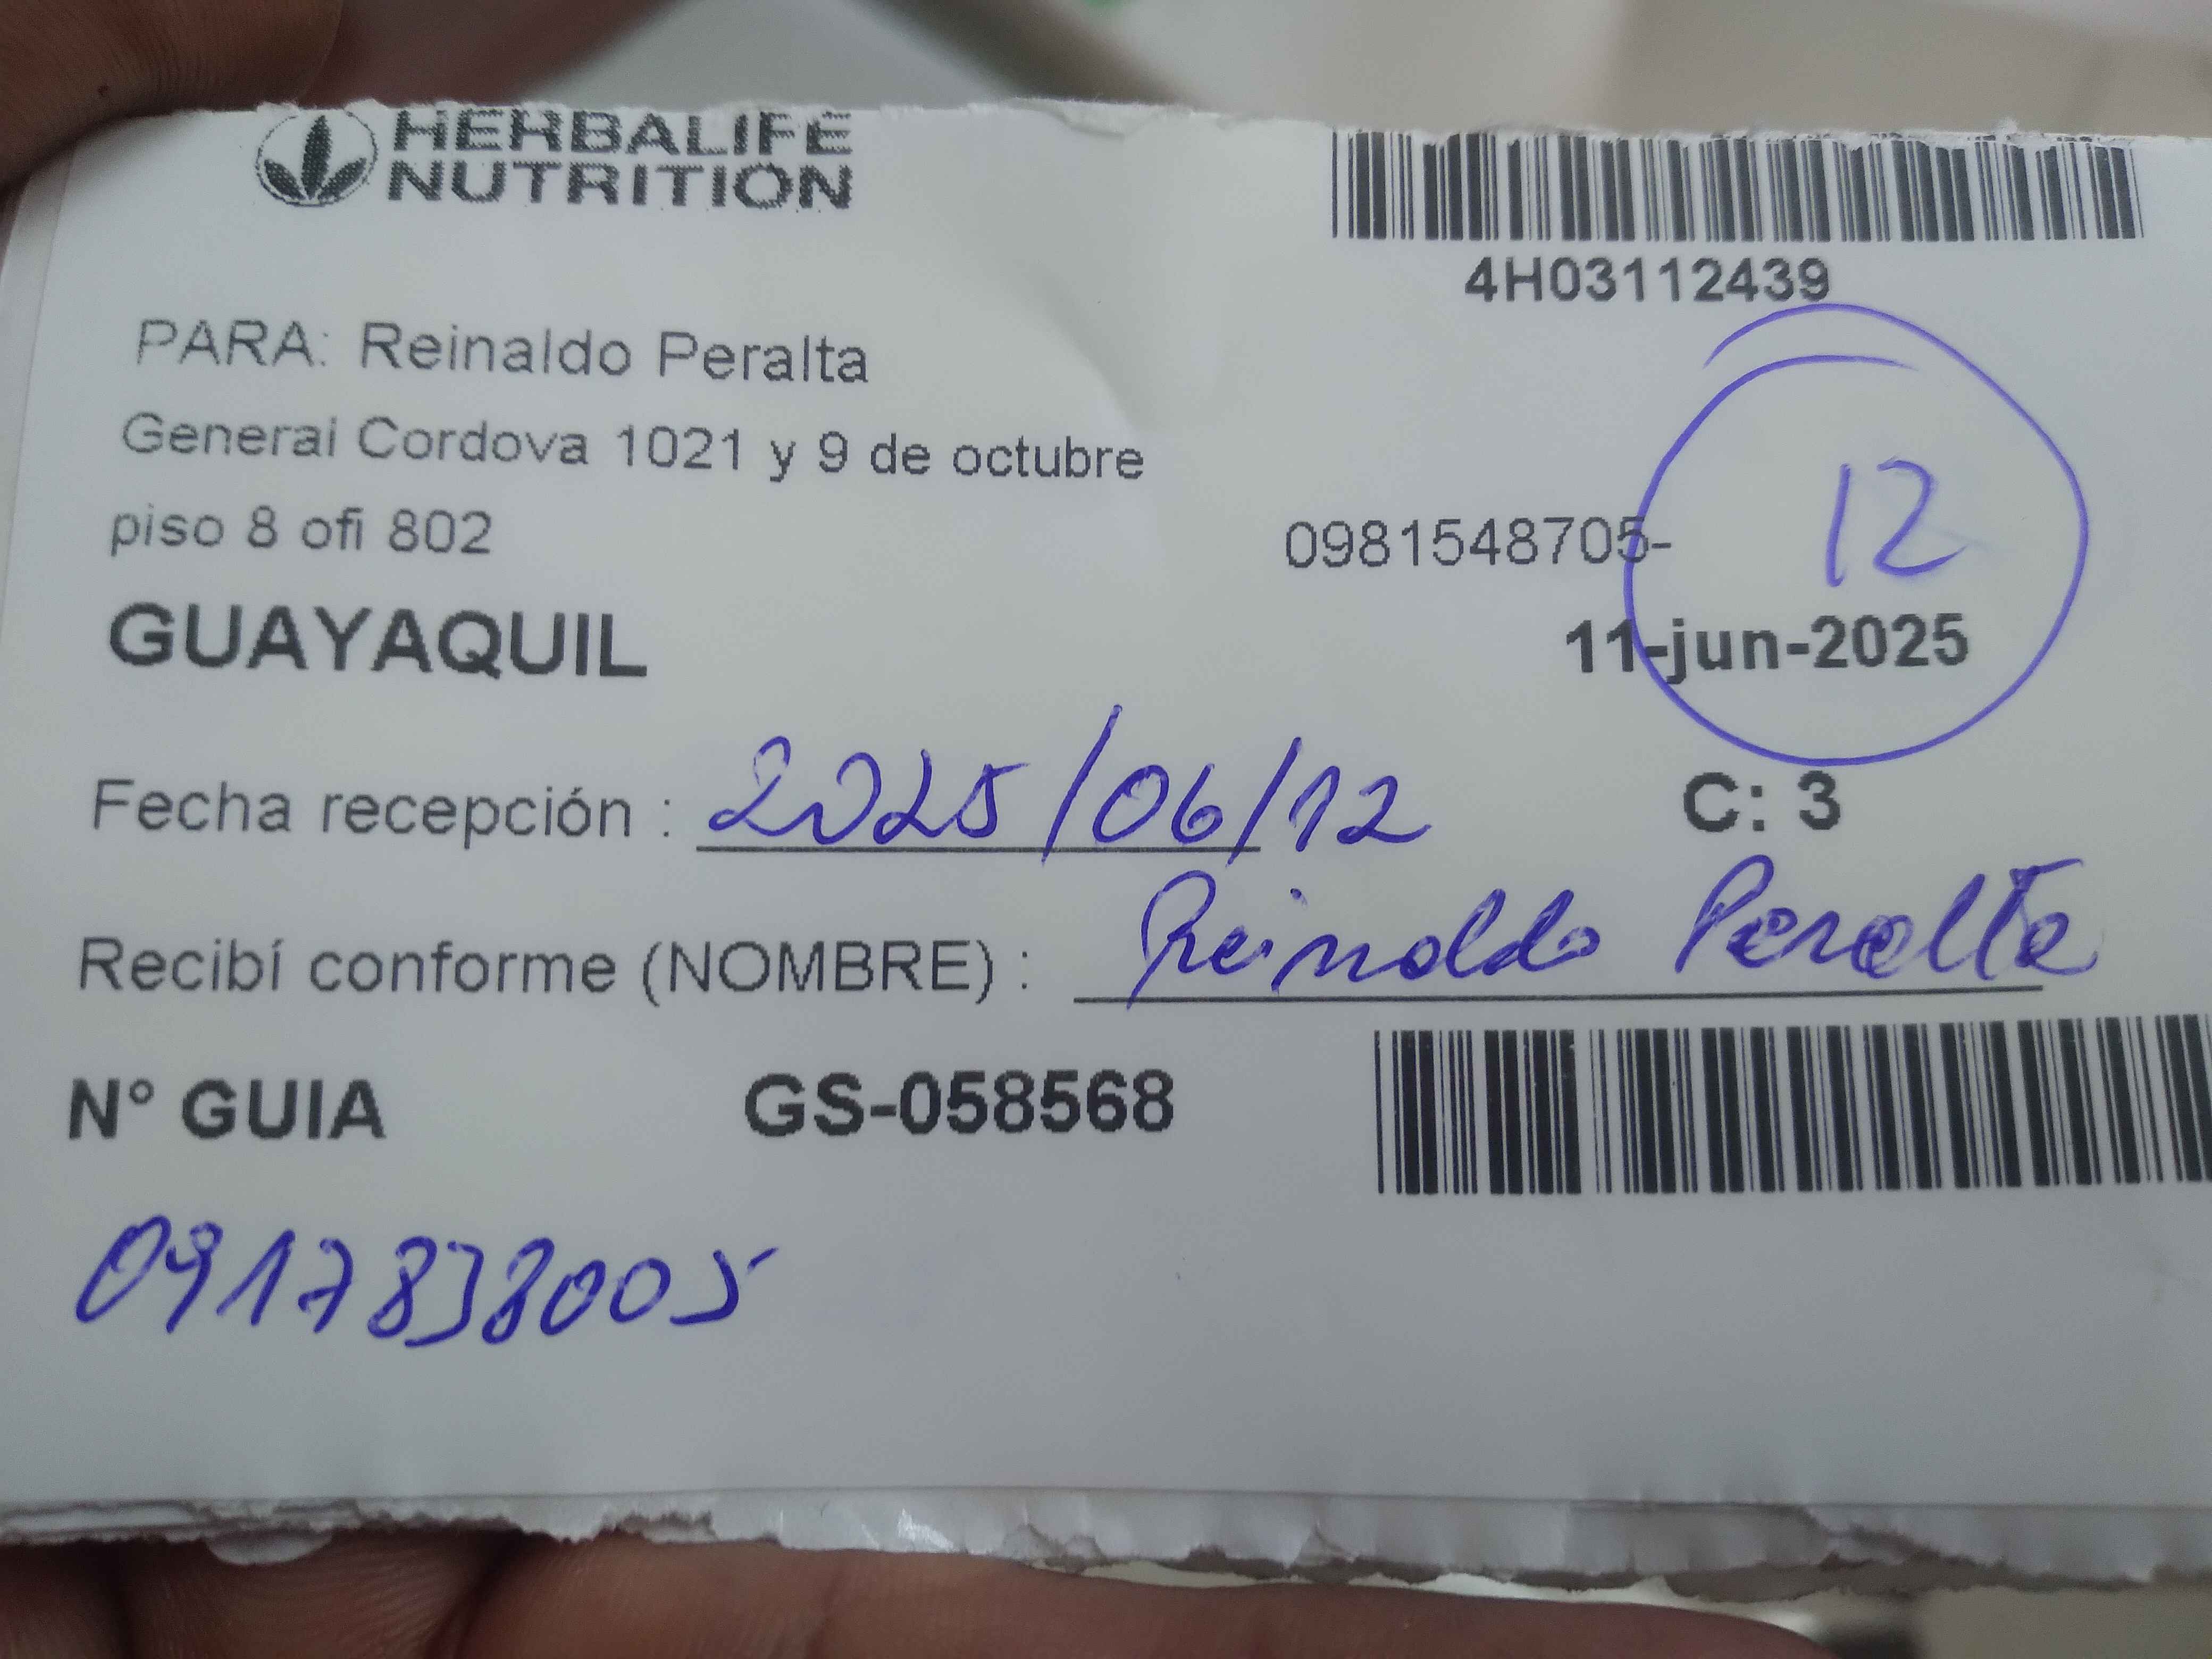 HERBALIFE
NUTRITION
4H03112439
PARA: Reinaldo Peralta
General Cordova 1021 y 9 de octubre
piso 8 ofi 802
0981548705-
12
GUAYAQUIL
11-jun-2025
Fecha recepción : 2025/06/12
C: 3
Recibí conforme (NOMBRE) : Reinaldo Peralta
N° GUIA GS-058568
0917838005